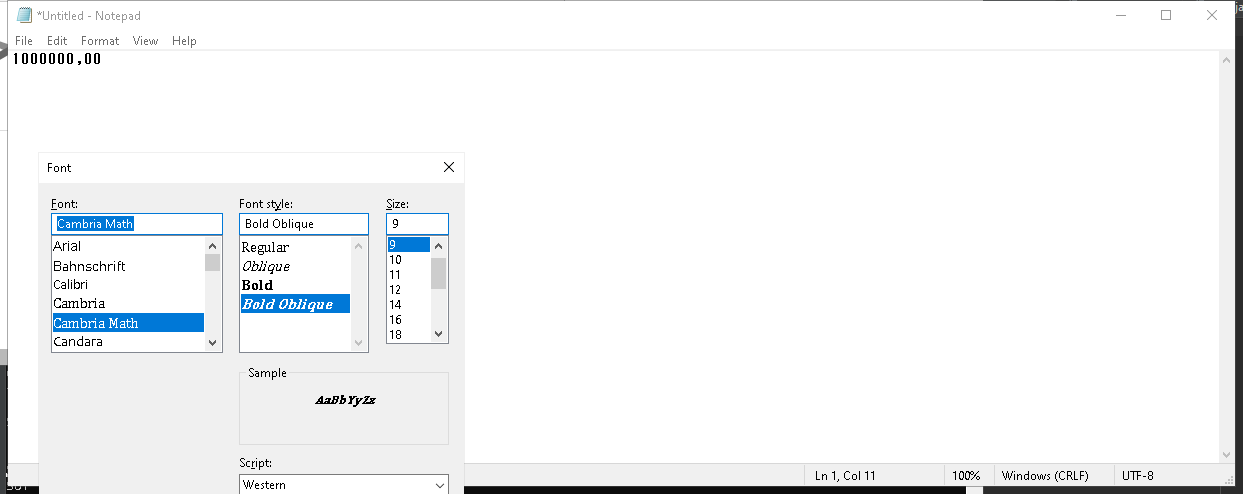 *Untitled - Notepad
File Edit Format View Help
1000000,00
Font
Font: Font style: Size:
Cambria Math Bold Oblique 9
Arial Regular 9
Bahnschrift Oblique 10
Calibri Bold 11
Cambria Bold Oblique 12
Cambria Math 14
Candara 16
18
Sample
AaBbYyZz
Script:
Western
Ln 1, Col 11 100% Windows (CRLF) UTF-8